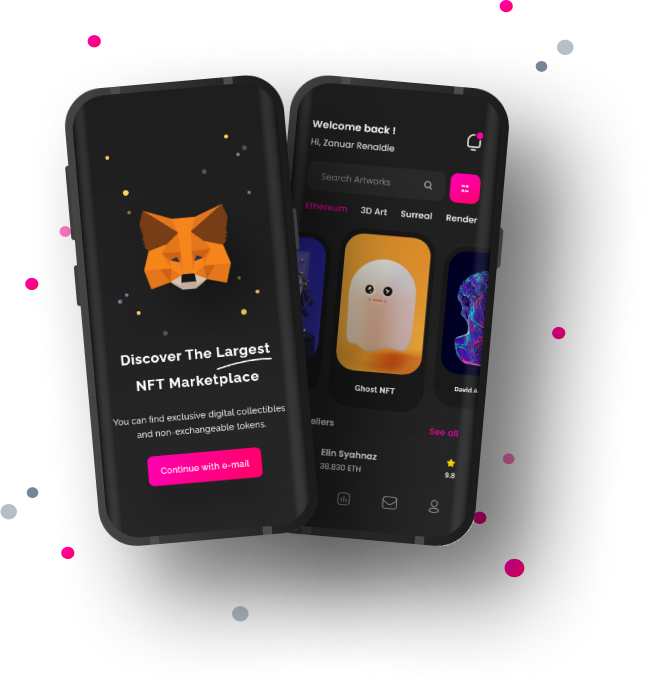 Discover The Largest
NFT Marketplace
You can find exclusive digital collectibles
and non-exchangeable tokens.
Continue with e-mail
Welcome back !
Hi, Zanuar Renaldie
Search Artworks
Ethereum 3D Art Surreal Render
Ghost NFT
David A
ellers
See all
Elin Syahnaz
38.830 ETH
9.8